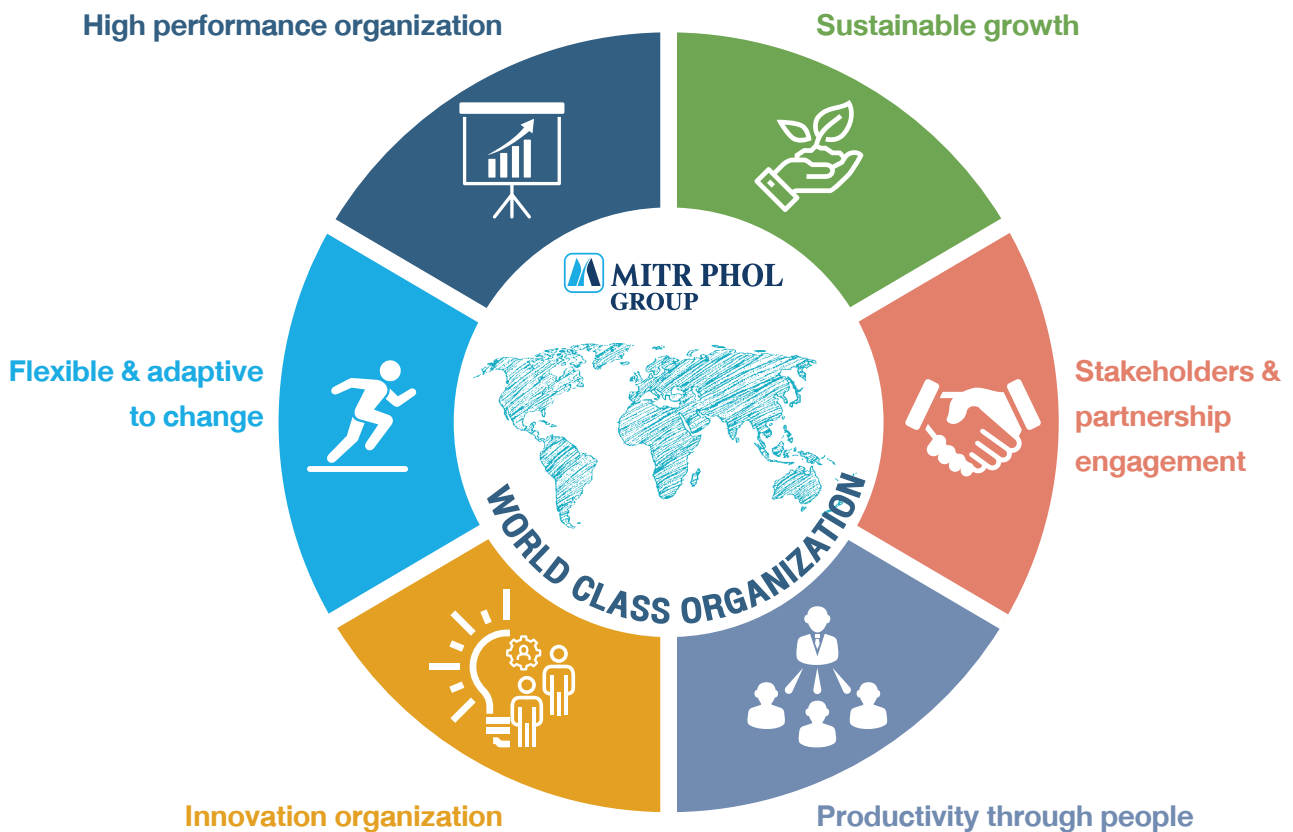 High performance organization
Sustainable growth
MITR PHOL
GROUP
Flexible & adaptive
to change
Stakeholders &
partnership
engagement
WORLD CLASS ORGANIZATION
Innovation organization
Productivity through people